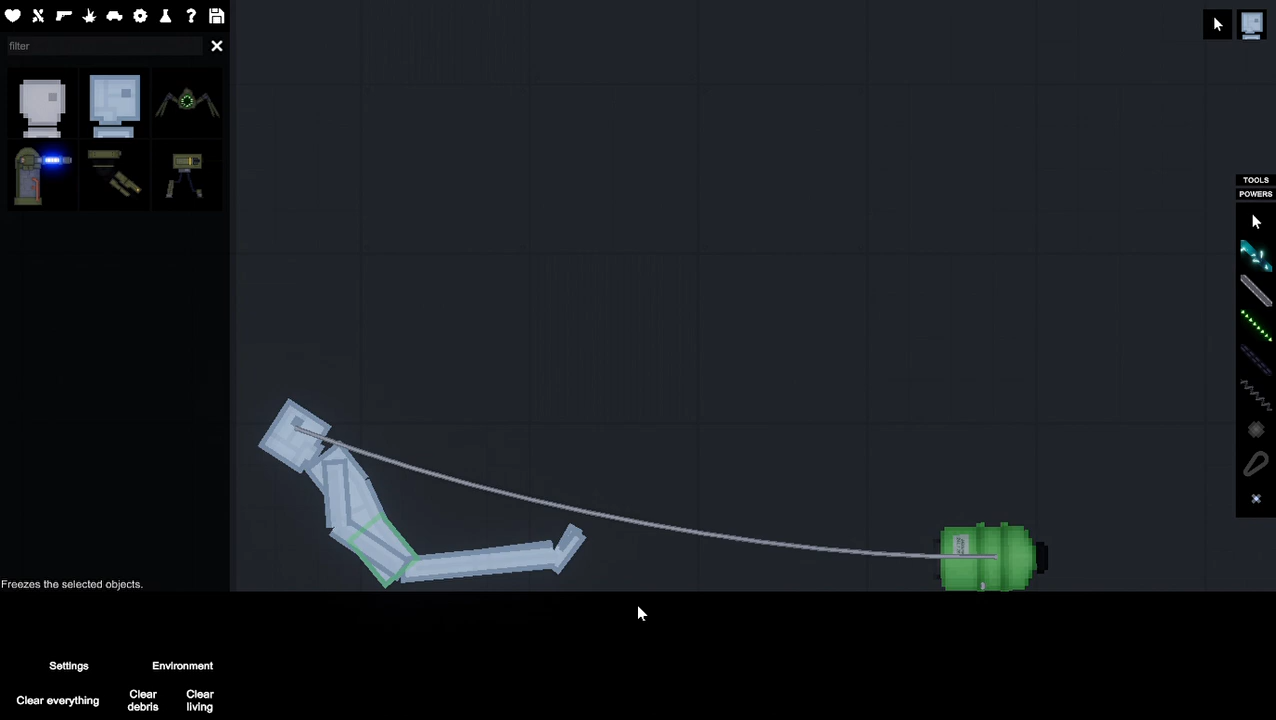 filter
TOOLS
POWERS
Freezes the selected objects.
Settings
Environment
Clear everything
Clear
debris
Clear
living